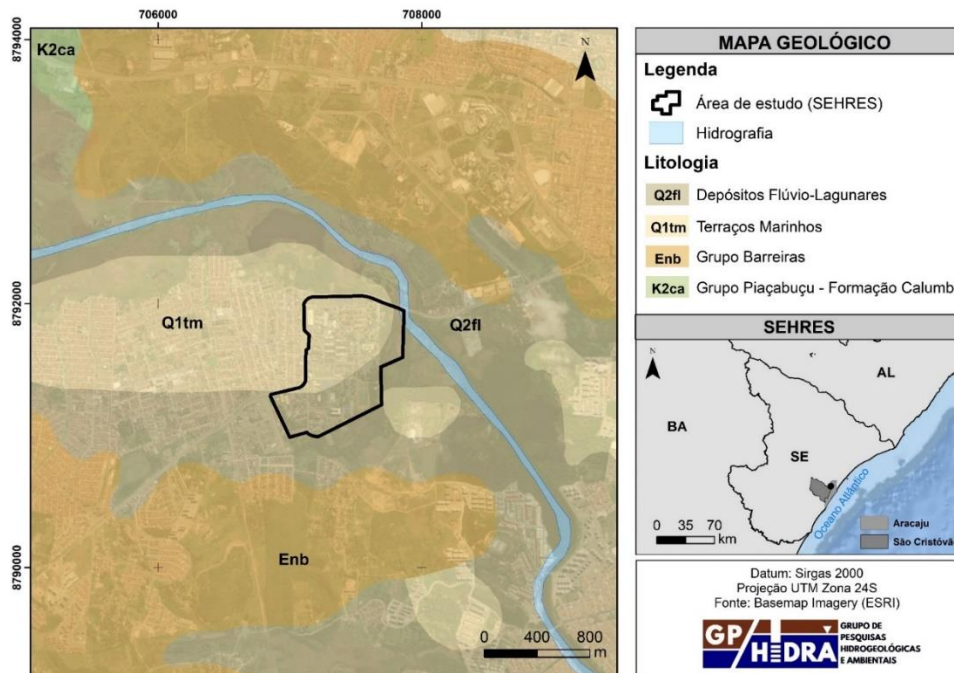 706000
708000
8794000
8792000
8790000
K2ca
N
Q1tm
Q2fl
Enb
0 400 800
m
MAPA GEOLÓGICO
Legenda
Área de estudo (SEHRES)
Hidrografia
Litologia
Q2fl Depósitos Flúvio-Lagunares
Q1tm Terraços Marinhos
Enb Grupo Barreiras
K2ca Grupo Piaçabuçu - Formação Calumbi
SEHRES
N
AL
BA
SE
Oceano Atlântico
0 35 70
km
Aracaju
São Cristóvão
Datum: Sirgas 2000
Projeção UTM Zona 24S
Fonte: Basemap Imagery (ESRI)
GP/HIDRA
GRUPO DE
PESQUISAS
HIDROGEOLÓGICAS
E AMBIENTAIS